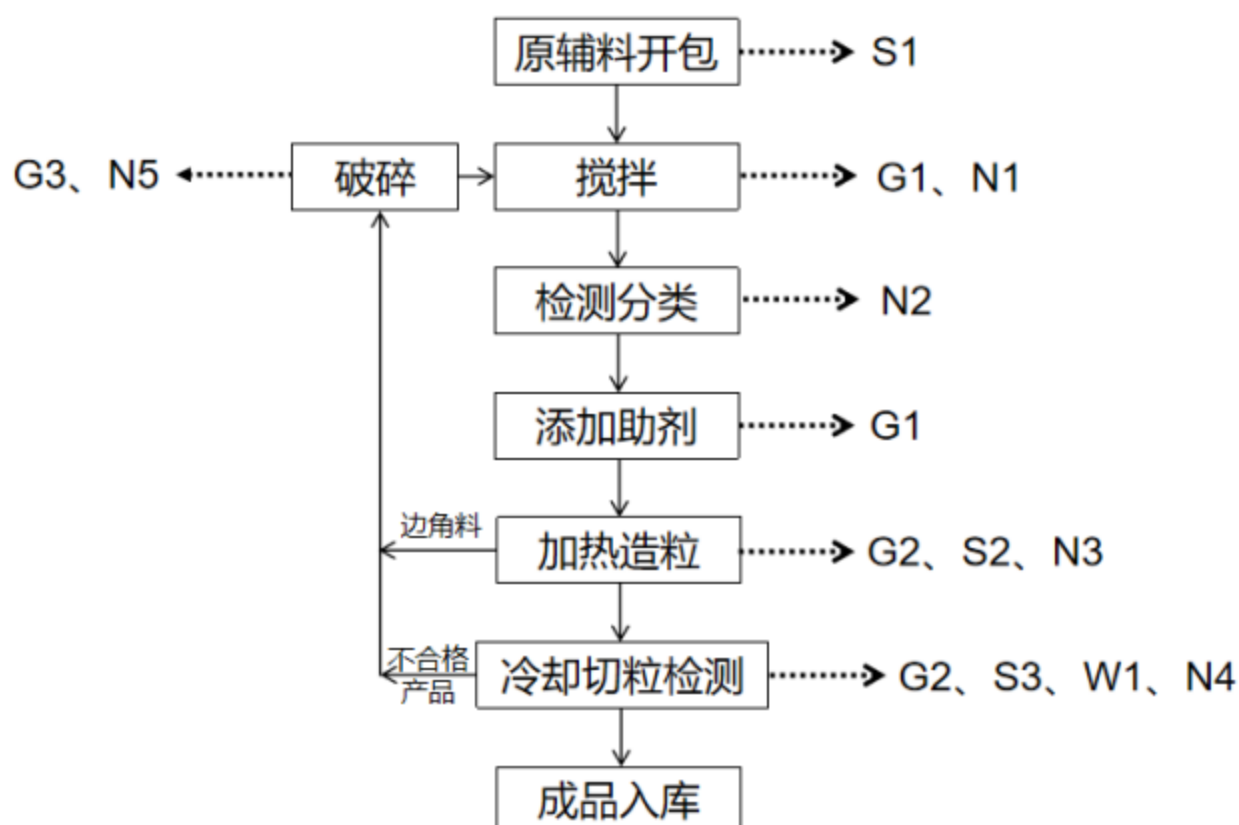 原辅料开包
S1
G3、N5
破碎
搅拌
G1、N1
检测分类
N2
添加助剂
G1
边角料
加热造粒
G2、S2、N3
不合格
产品
冷却切粒检测
G2、S3、W1、N4
成品入库